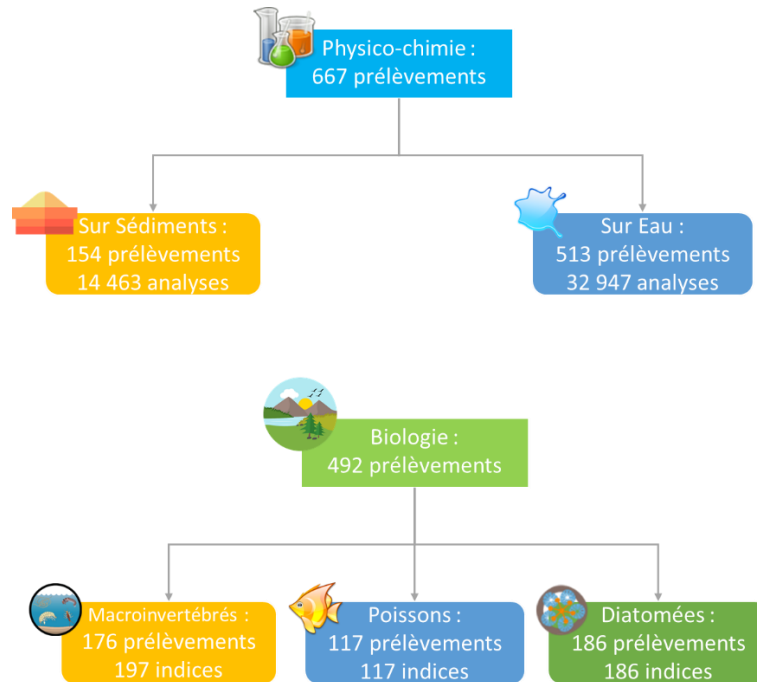 Physico-chimie :
667 prélèvements
Sur Sédiments :
154 prélèvements
14 463 analyses
Sur Eau :
513 prélèvements
32 947 analyses
Biologie :
492 prélèvements
Macroinvertébrés :
176 prélèvements
197 indices
Poissons :
117 prélèvements
117 indices
Diatomées :
186 prélèvements
186 indices